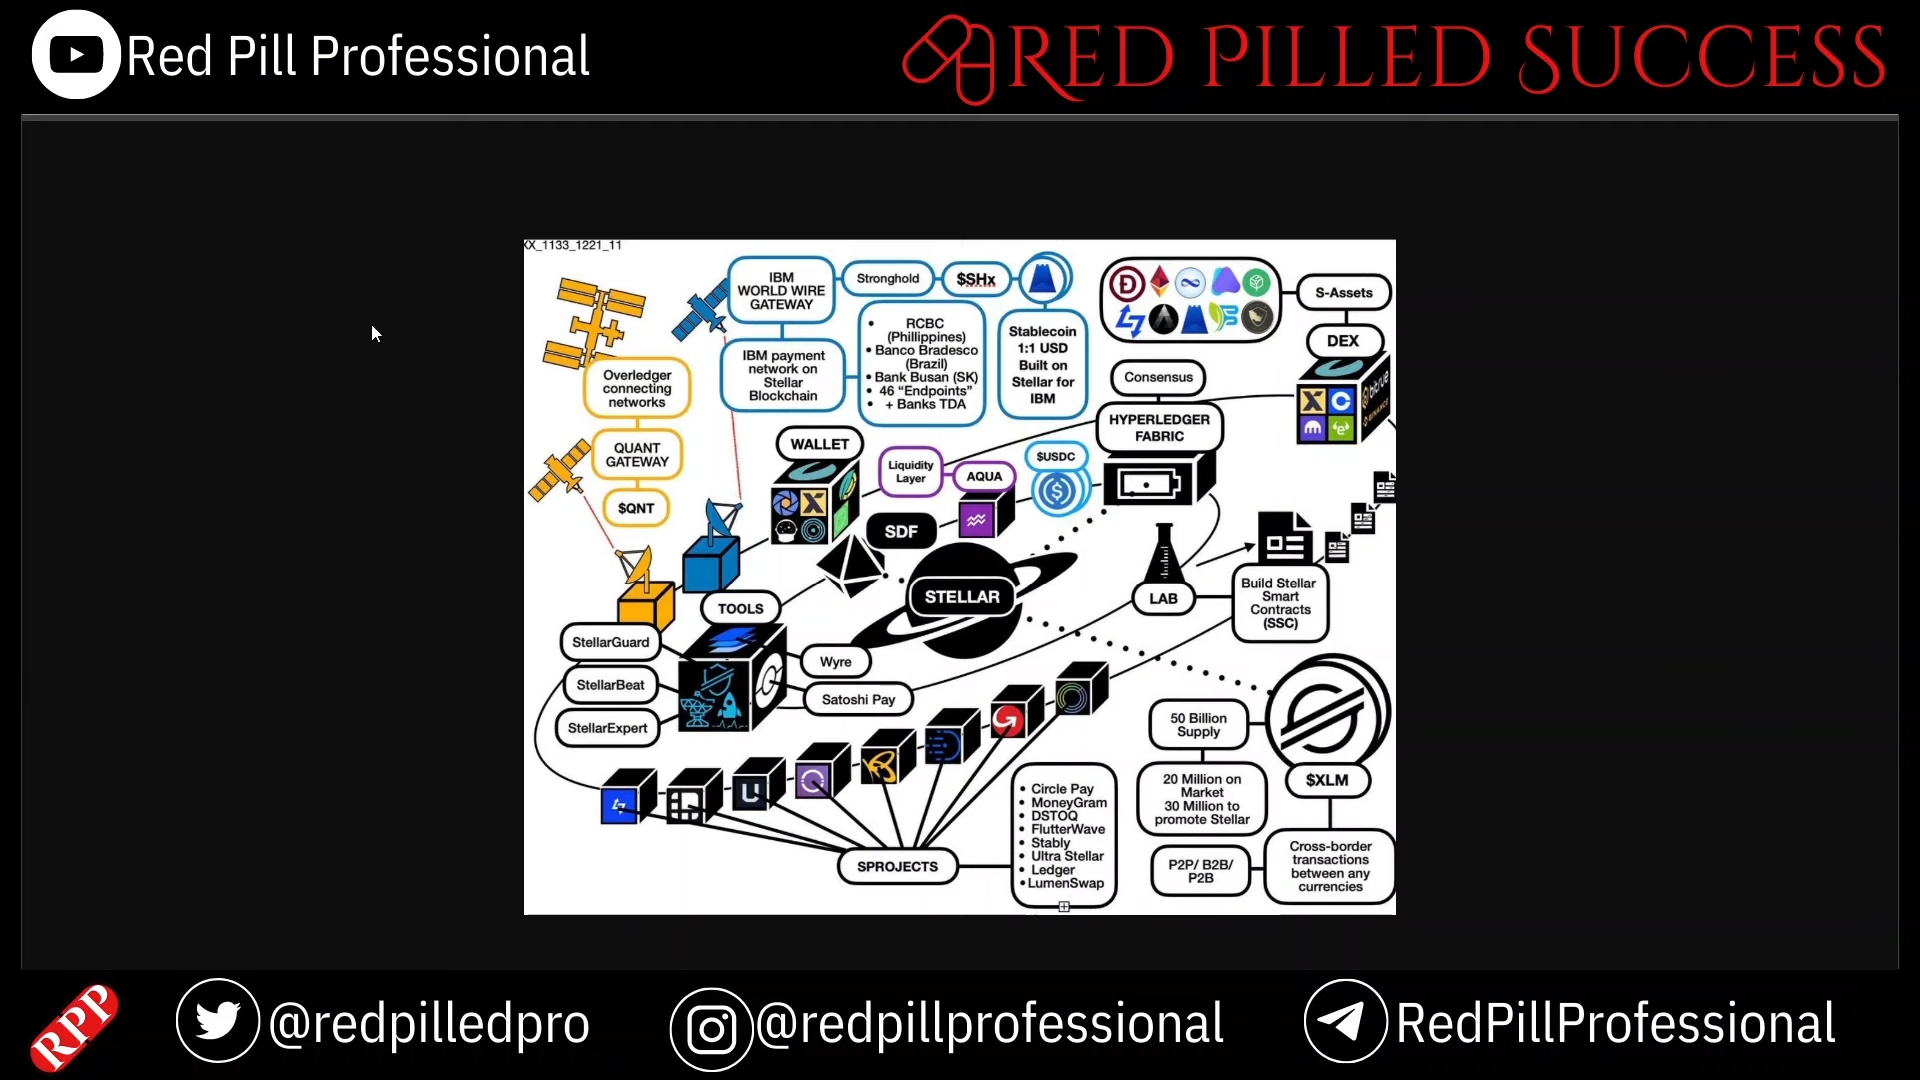 Red Pill Professional
RED PILLED SUCCESS
XX_1133_1221_11
IBM
WORLD WIRE
GATEWAY
Stronghold
$SHx
S-Assets
DEX
RCBC
(Phillippines)
• Banco Bradesco
(Brazil)
• Bank Busan (SK)
• 46 “Endpoints”
• + Banks TDA
Stablecoin
1:1 USD
Built on
Stellar for
IBM
IBM payment
network on
Stellar
Blockchain
Overledger
connecting
networks
QUANT
GATEWAY
$QNT
Consensus
HYPERLEDGER
FABRIC
bitrue
BINANCE
WALLET
Liquidity
Layer
AQUA
$USDC
SDF
STELLAR
LAB
Build Stellar
Smart
Contracts
(SSC)
TOOLS
StellarGuard
StellarBeat
StellarExpert
Wyre
Satoshi Pay
50 Billion
Supply
20 Million on
Market
30 Million to
promote Stellar
$XLM
P2P/ B2B/
P2B
Cross-border
transactions
between any
currencies
SPROJECTS
• Circle Pay
• MoneyGram
• DSTOQ
• FlutterWave
• Stably
• Ultra Stellar
• Ledger
• LumenSwap
RPP
@redpilledpro
@redpillprofessional
RedPillProfessional